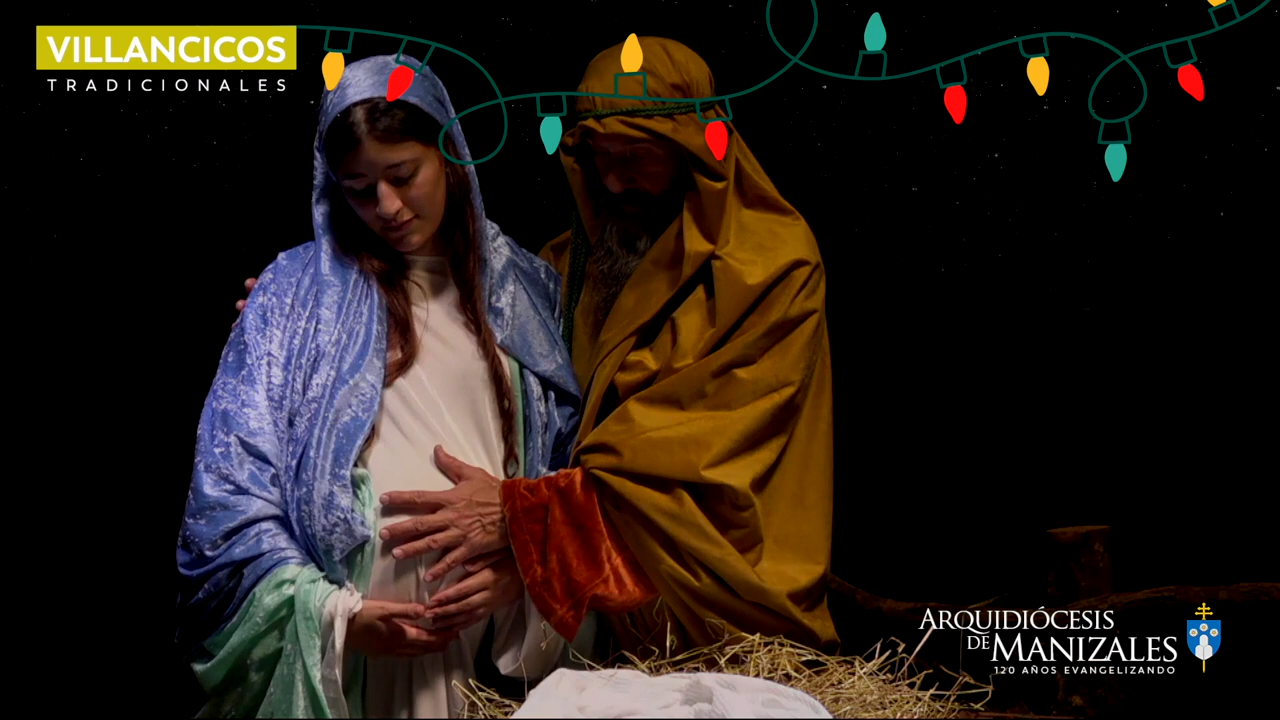 VILLANCICOS
TRADICIONALES
ARQUIDIÓCESIS
DE MANIZALES
120 AÑOS EVANGELIZANDO